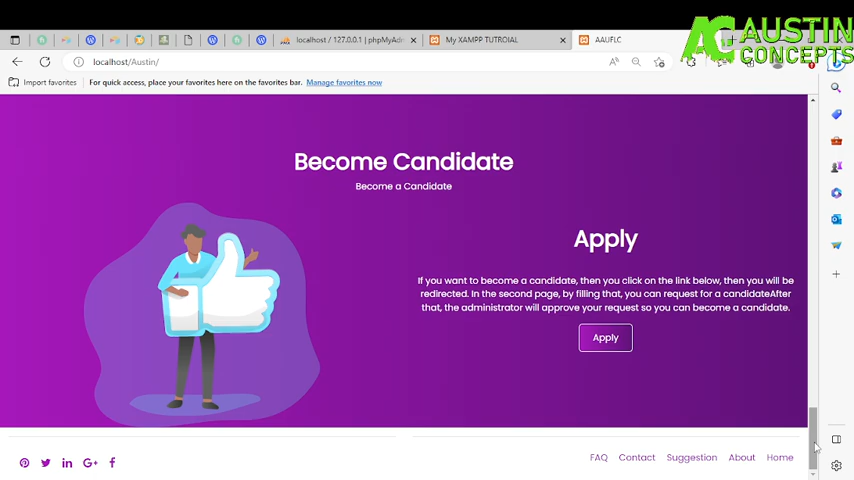 AUSTIN
CONCEPTS
localhost / 127.0.0.1 | phpMyAdm
My XAMPP TUTROIAL
AAUFLC
localhost/Austin/
Import favorites
For quick access, place your favorites here on the favorites bar. Manage favorites now
Become Candidate
Become a Candidate
Apply
If you want to become a candidate, then you click on the link below, then you will be
redirected. In the second page, by filling that, you can request for a candidateAfter
that, the administrator will approve your request so you can become a candidate.
Apply
FAQ Contact Suggestion About Home